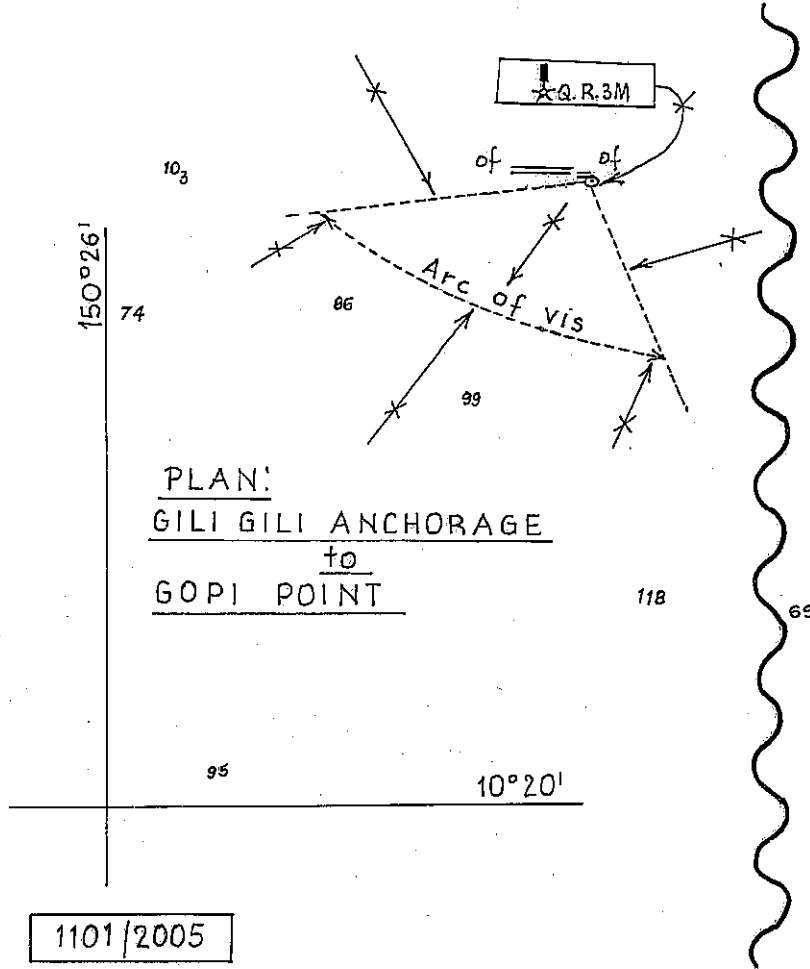 Q.R.3M
of of
10₃
150°26'
74
86
Arc of vis
99
PLAN:
GILI GILI ANCHORAGE
to
GOPI POINT
118
69
95
10°20'
1101/2005